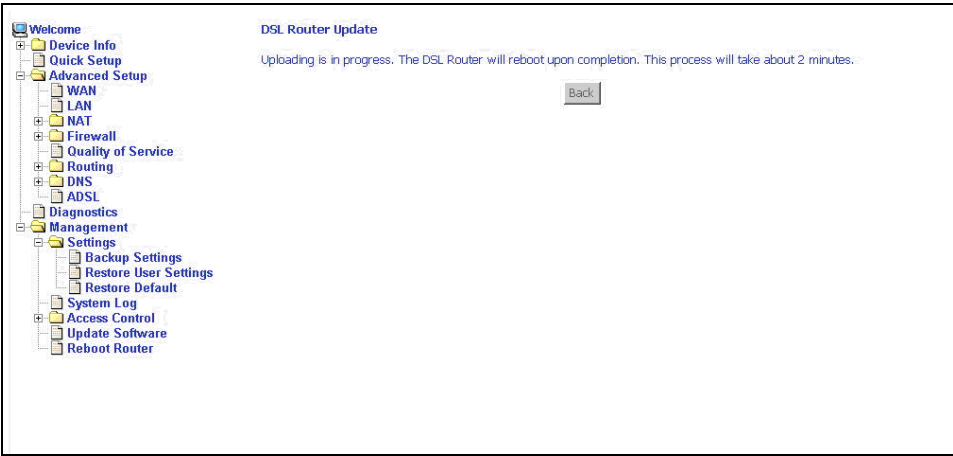 Welcome
Device Info
Quick Setup
Advanced Setup
WAN
LAN
NAT
Firewall
Quality of Service
Routing
DNS
ADSL
Diagnostics
Management
Settings
Backup Settings
Restore User Settings
Restore Default
System Log
Access Control
Update Software
Reboot Router
DSL Router Update
Uploading is in progress. The DSL Router will reboot upon completion. This process will take about 2 minutes.
Back